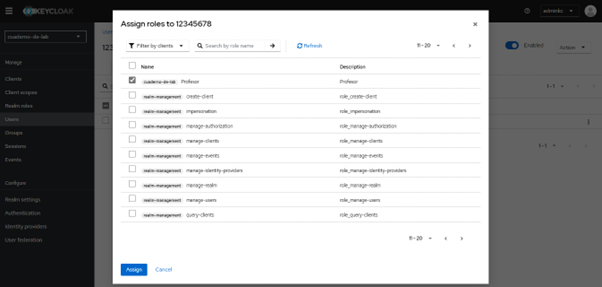 KEYCLOAK
admindlu
Assign roles to 12345678
cuaderno-de-lab
Filter by clients
Search by role name
Refresh
11-20
Enabled
Action
Name Description
Manage
Clients
Client scopes
Realm roles
Users
Groups
Sessions
Events
Configure
Realm settings
Authentication
Identity providers
User federation
cuaderno-de-lab Profesor Profesor
realm-management create-client role_create-client
realm-management impersonation role_impersonation
realm-management manage-authorization role_manage-authorization
realm-management manage-clients role_manage-clients
realm-management manage-events role_manage-events
realm-management manage-identity-providers role_manage-identity-providers
realm-management manage-realm role_manage-realm
realm-management manage-users role_manage-users
realm-management query-clients role_query-clients
1-1
1-1
11-20
Assign Cancel